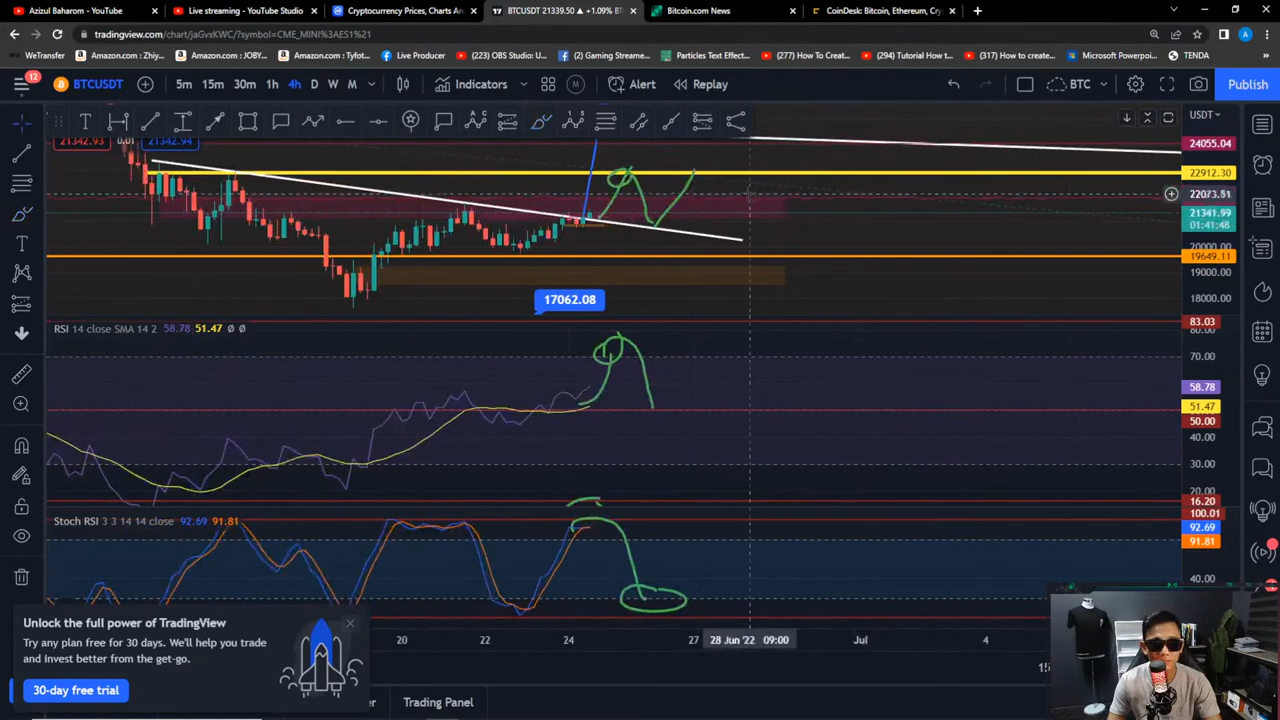 Azizul Baharom - YouTube
Live streaming - YouTube Studio
Cryptocurrency Prices, Charts An
BTCUSDT 21339.50 ▲ +1.09% B
Bitcoin.com News
CoinDesk: Bitcoin, Ethereum, Cry
tradingview.com/chart/jaGvxKWC/?symbol=CME_MINI%3AES1%21
WeTransfer
Amazon.com : Zhiy...
Amazon.com: JOBY...
Amazon.com: Tyfot...
Live Producer
(223) OBS Studio: U...
(2) Gaming Streame...
Particles Text Effect...
(277) How To Create...
(294) Tutorial How t...
(317) How to creat...
Microsoft Powerpoi...
TENDA
12
BTCUSDT
5m 15m 30m 1h 4h D W M
Indicators
Alert
Replay
BTC
Publish
21342.93 0.01 21342.94
USDT
24055.04
22912.30
22073.51
21341.99
01:41:48
20000.00
19649.11
19000.00
18000.00
17062.08
RSI 14 close SMA 14 2 58.78 51.47 Ø Ø
83.03
80.00
70.00
58.78
51.47
50.00
40.00
30.00
20.00
16.20
Stoch RSI 3 3 14 14 close 92.69 91.81
100.01
92.69
91.81
40.00
20 22 24 27 28 Jun '22 09:00 Jul 4
15
Unlock the full power of TradingView
Try any plan free for 30 days. We'll help you trade
and invest better from the get-go.
30-day free trial
Trading Panel